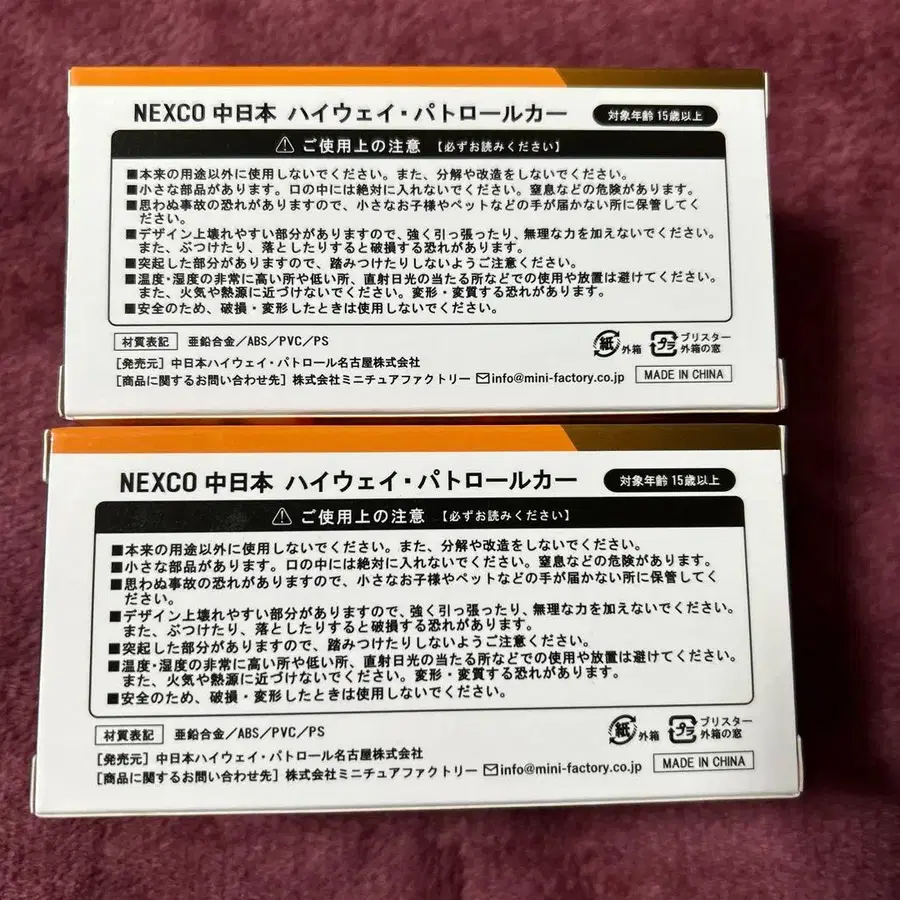 NEXCO 中日本 ハイウェイ・パトロールカー 対象年齢 15歳以上
⚠ ご使用上の注意 【必ずお読みください】
■本来の用途以外に使用しないでください。また、分解や改造をしないでください。
■小さな部品があります。口の中には絶対に入れないでください。窒息などの危険があります。
■思わぬ事故の恐れがありますので、小さなお子様やペットなどの手が届かない所に保管してく
ださい。
■デザイン上壊れやすい部分がありますので、強く引っ張ったり、無理な力を加えないでください。
また、ぶつけたり、落としたりすると破損する恐れがあります。
■突起した部分がありますので、踏みつけたりしないようご注意ください。
■温度・湿度の非常に高い所や低い所、直射日光の当たる所などでの使用や放置は避けてください。
また、火気や熱源に近づけないでください。変形・変質する恐れがあります。
■安全のため、破損・変形したときは使用しないでください。
材質表記 亜鉛合金/ABS/PVC/PS
紙 外箱 プラ ブリスター
外箱の窓
[発売元] 中日本ハイウェイ・パトロール名古屋株式会社
[商品に関するお問い合わせ先] 株式会社ミニチュアファクトリー info@mini-factory.co.jp MADE IN CHINA
NEXCO 中日本 ハイウェイ・パトロールカー 対象年齢 15歳以上
⚠ ご使用上の注意 【必ずお読みください】
■本来の用途以外に使用しないでください。また、分解や改造をしないでください。
■小さな部品があります。口の中には絶対に入れないでください。窒息などの危険があります。
■思わぬ事故の恐れがありますので、小さなお子様やペットなどの手が届かない所に保管してく
ださい。
■デザイン上壊れやすい部分がありますので、強く引っ張ったり、無理な力を加えないでください。
また、ぶつけたり、落としたりすると破損する恐れがあります。
■突起した部分がありますので、踏みつけたりしないようご注意ください。
■温度・湿度の非常に高い所や低い所、直射日光の当たる所などでの使用や放置は避けてください。
また、火気や熱源に近づけないでください。変形・変質する恐れがあります。
■安全のため、破損・変形したときは使用しないでください。
材質表記 亜鉛合金/ABS/PVC/PS
紙 外箱 プラ ブリスター
外箱の窓
[発売元] 中日本ハイウェイ・パトロール名古屋株式会社
[商品に関するお問い合わせ先] 株式会社ミニチュアファクトリー info@mini-factory.co.jp MADE IN CHINA